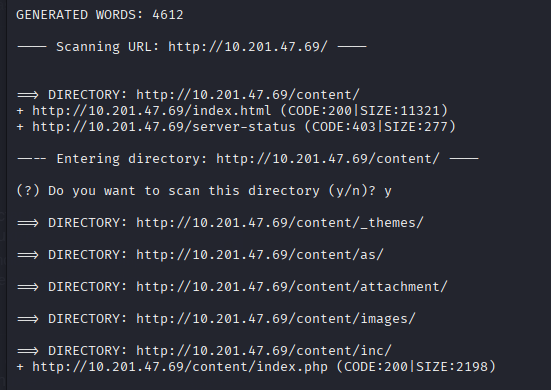 GENERATED WORDS: 4612
---- Scanning URL: http://10.201.47.69/ ----
==> DIRECTORY: http://10.201.47.69/content/
+ http://10.201.47.69/index.html (CODE:200|SIZE:11321)
+ http://10.201.47.69/server-status (CODE:403|SIZE:277)
---- Entering directory: http://10.201.47.69/content/ ----
(?) Do you want to scan this directory (y/n)? y
==> DIRECTORY: http://10.201.47.69/content/_themes/
==> DIRECTORY: http://10.201.47.69/content/as/
==> DIRECTORY: http://10.201.47.69/content/attachment/
==> DIRECTORY: http://10.201.47.69/content/images/
==> DIRECTORY: http://10.201.47.69/content/inc/
+ http://10.201.47.69/content/index.php (CODE:200|SIZE:2198)